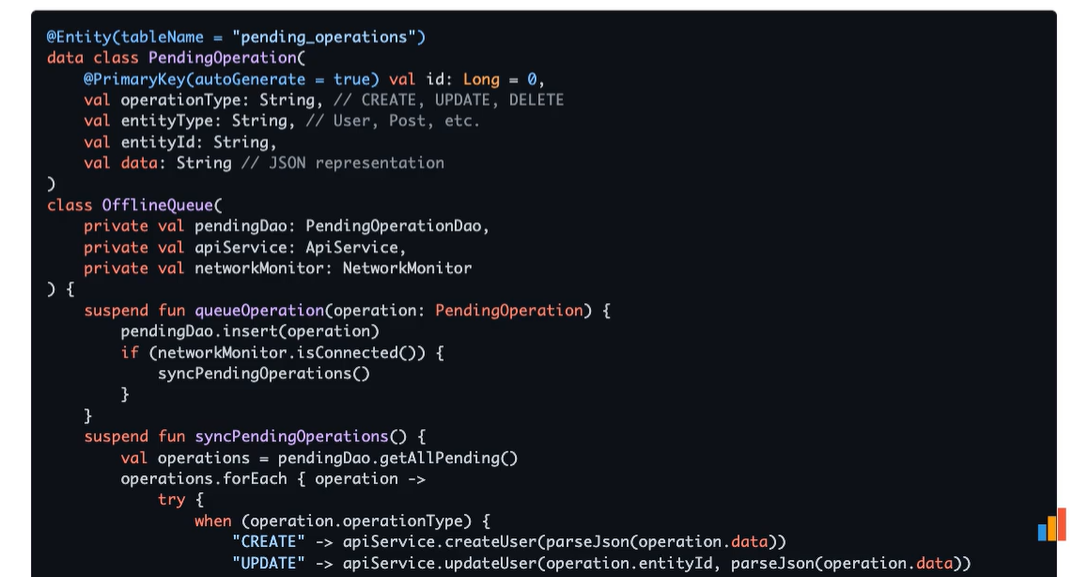 @Entity(tableName = "pending_operations")
data class PendingOperation(
    @PrimaryKey(autoGenerate = true) val id: Long = 0,
    val operationType: String, // CREATE, UPDATE, DELETE
    val entityType: String, // User, Post, etc.
    val entityId: String,
    val data: String // JSON representation
)
class OfflineQueue(
    private val pendingDao: PendingOperationDao,
    private val apiService: ApiService,
    private val networkMonitor: NetworkMonitor
) {
    suspend fun queueOperation(operation: PendingOperation) {
        pendingDao.insert(operation)
        if (networkMonitor.isConnected()) {
            syncPendingOperations()
        }
    }
    suspend fun syncPendingOperations() {
        val operations = pendingDao.getAllPending()
        operations.forEach { operation ->
            try {
                when (operation.operationType) {
                    "CREATE" -> apiService.createUser(parseJson(operation.data))
                    "UPDATE" -> apiService.updateUser(operation.entityId, parseJson(operation.data))